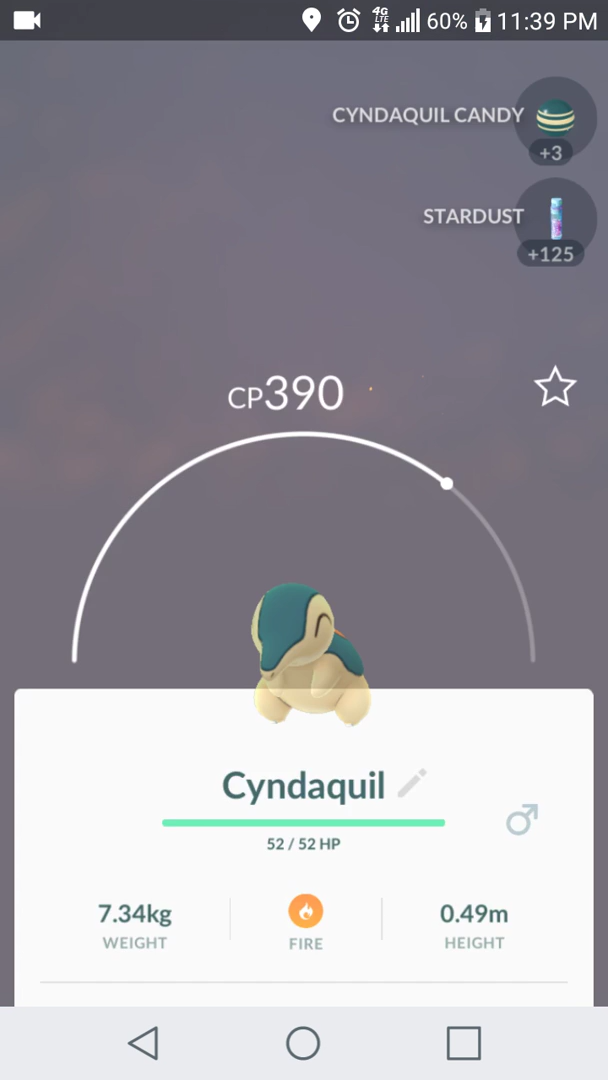 4G LTE 60% 11:39 PM
CYNDAQUIL CANDY
+3
STARDUST
+125
CP390
Cyndaquil
52 / 52 HP
7.34kg
WEIGHT
FIRE
0.49m
HEIGHT